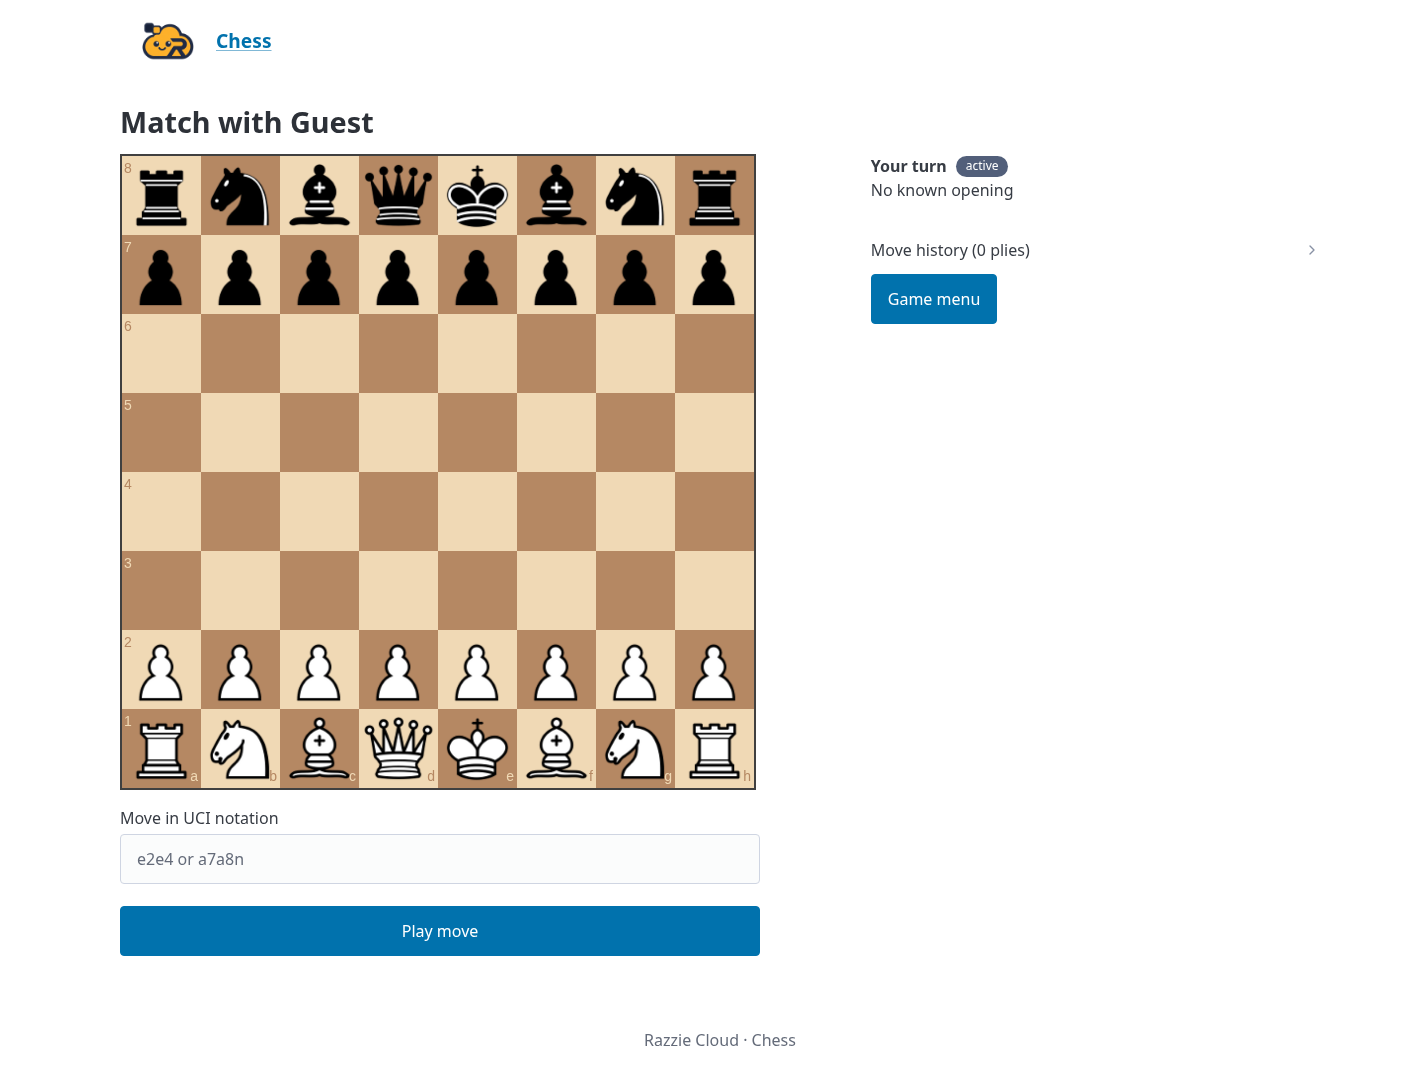 Chess
Match with Guest
8
7
6
5
4
3
2
1
a b c d e f g h
Your turn active
No known opening
Move history (0 plies)
Game menu
Move in UCI notation
e2e4 or a7a8n
Play move
Razzie Cloud · Chess